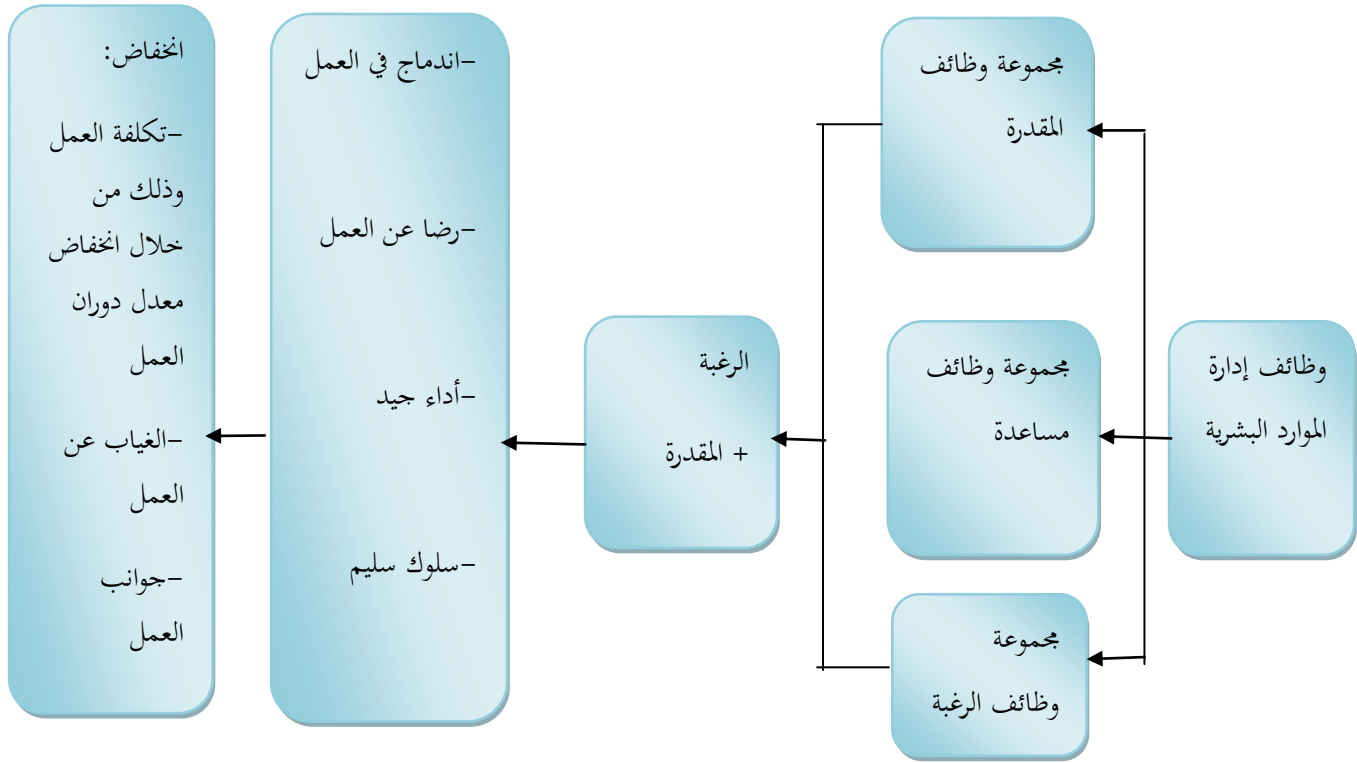 وظائف إدارة
الموارد البشرية
مجموعة وظائف
المقدرة
مجموعة وظائف
مساعدة
مجموعة
وظائف الرغبة
الرغبة
+ المقدرة
-اندماج في العمل
-رضا عن العمل
-أداء جيد
-سلوك سليم
انخفاض:
-تكلفة العمل
وذلك من
خلال انخفاض
معدل دوران
العمل
-الغياب عن
العمل
-جوانب
العمل